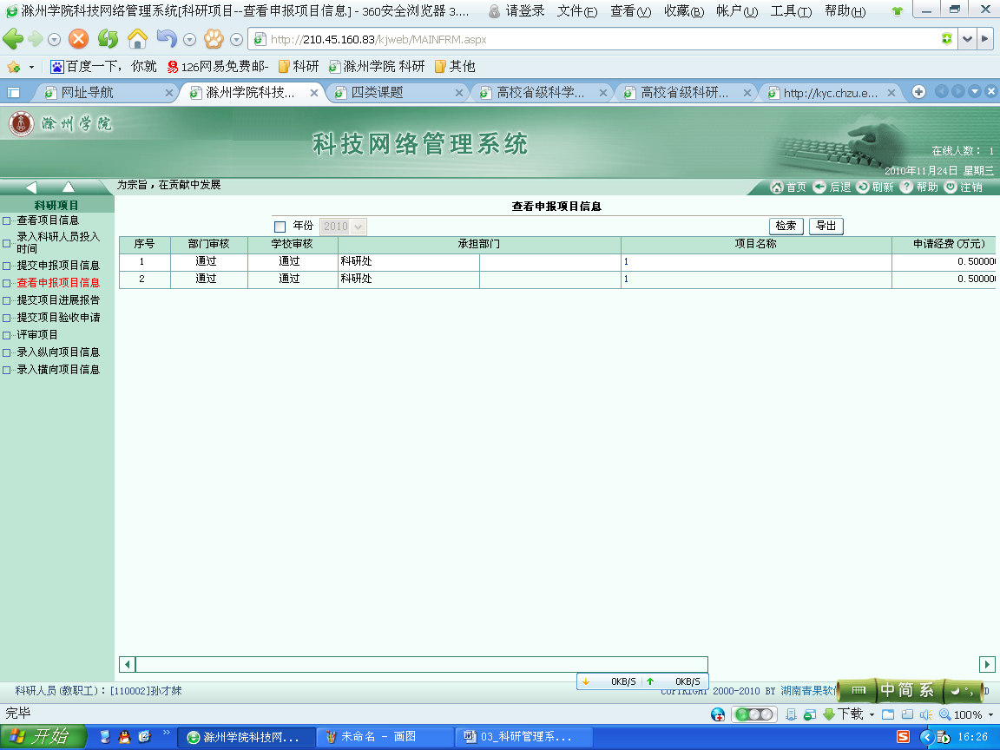 滁州学院科技网络管理系统[科研项目--查看申报项目信息] - 360安全浏览器 3.... 请登录 文件(F) 查看(V) 收藏(B) 帐户(U) 工具(T) 帮助(H)
http://210.45.160.83/kjweb/MAINFRM.aspx
百度一下，你就 126网易免费邮- 科研 滁州学院 科研 其他
网址导航 滁州学院科技... 四类课题 高校省级科学... 高校省级科研... http://kyc.chzu.e...
滁州学院
科技网络管理系统
在线人数： 1
2010年11月24日 星期三
为宗旨，在贡献中发展 首页 后退 刷新 帮助 注销
科研项目
查看项目信息
录入科研人员投入
时间
提交申报项目信息
查看申报项目信息
提交项目进展报告
提交项目验收申请
评审项目
录入纵向项目信息
录入横向项目信息
查看申报项目信息
年份 2010 检索 导出
序号 部门审核 学校审核 承担部门 项目名称 申请经费(万元)
1 通过 通过 科研处 1 0.50000
2 通过 通过 科研处 1 0.50000
0KB/S 0KB/S
科研人员(教职工)：[110002]孙才妹 COPYRIGHT 2000-2010 BY 湖南青果软件
中 简 系
完毕 下载 100%
开始 滁州学院科技网... 未命名 - 画图 03_科研管理系... 16:26